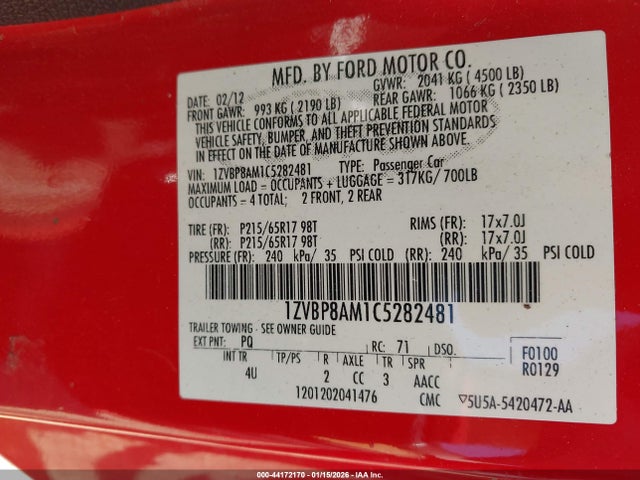 MFD. BY FORD MOTOR CO.
DATE: 02/12 GVWR: 2041 KG (4500 LB)
FRONT GAWR: 993 KG (2190 LB) REAR GAWR: 1066 KG (2350 LB)
THIS VEHICLE CONFORMS TO ALL APPLICABLE FEDERAL MOTOR
VEHICLE SAFETY, BUMPER, AND THEFT PREVENTION STANDARDS
IN EFFECT ON THE DATE OF MANUFACTURE SHOWN ABOVE.
VIN: 1ZVBP8AM1C5282481 TYPE: Passenger Car
MAXIMUM LOAD = OCCUPANTS + LUGGAGE = 317KG/ 700LB
OCCUPANTS = 4 TOTAL; 2 FRONT, 2 REAR
TIRE (FR): P215/65R17 98T RIMS (FR): 17x7.0J
(RR): P215/65R17 98T (RR): 17x7.0J
PRESSURE (FR): 240 kPa/ 35 PSI COLD (RR): 240 kPa/ 35 PSI COLD
1ZVBP8AM1C5282481
TRAILER TOWING - SEE OWNER GUIDE
EXT PNT: PQ RC: 71 DSO:
F0100
R0129
INT TR TP/PS R AXLE TR SPR
4U 2 CC 3 AACC
1201202041476 CMC ▽5U5A-5420472-AA
000-44172170 - 01/15/2026 - IAA Inc.